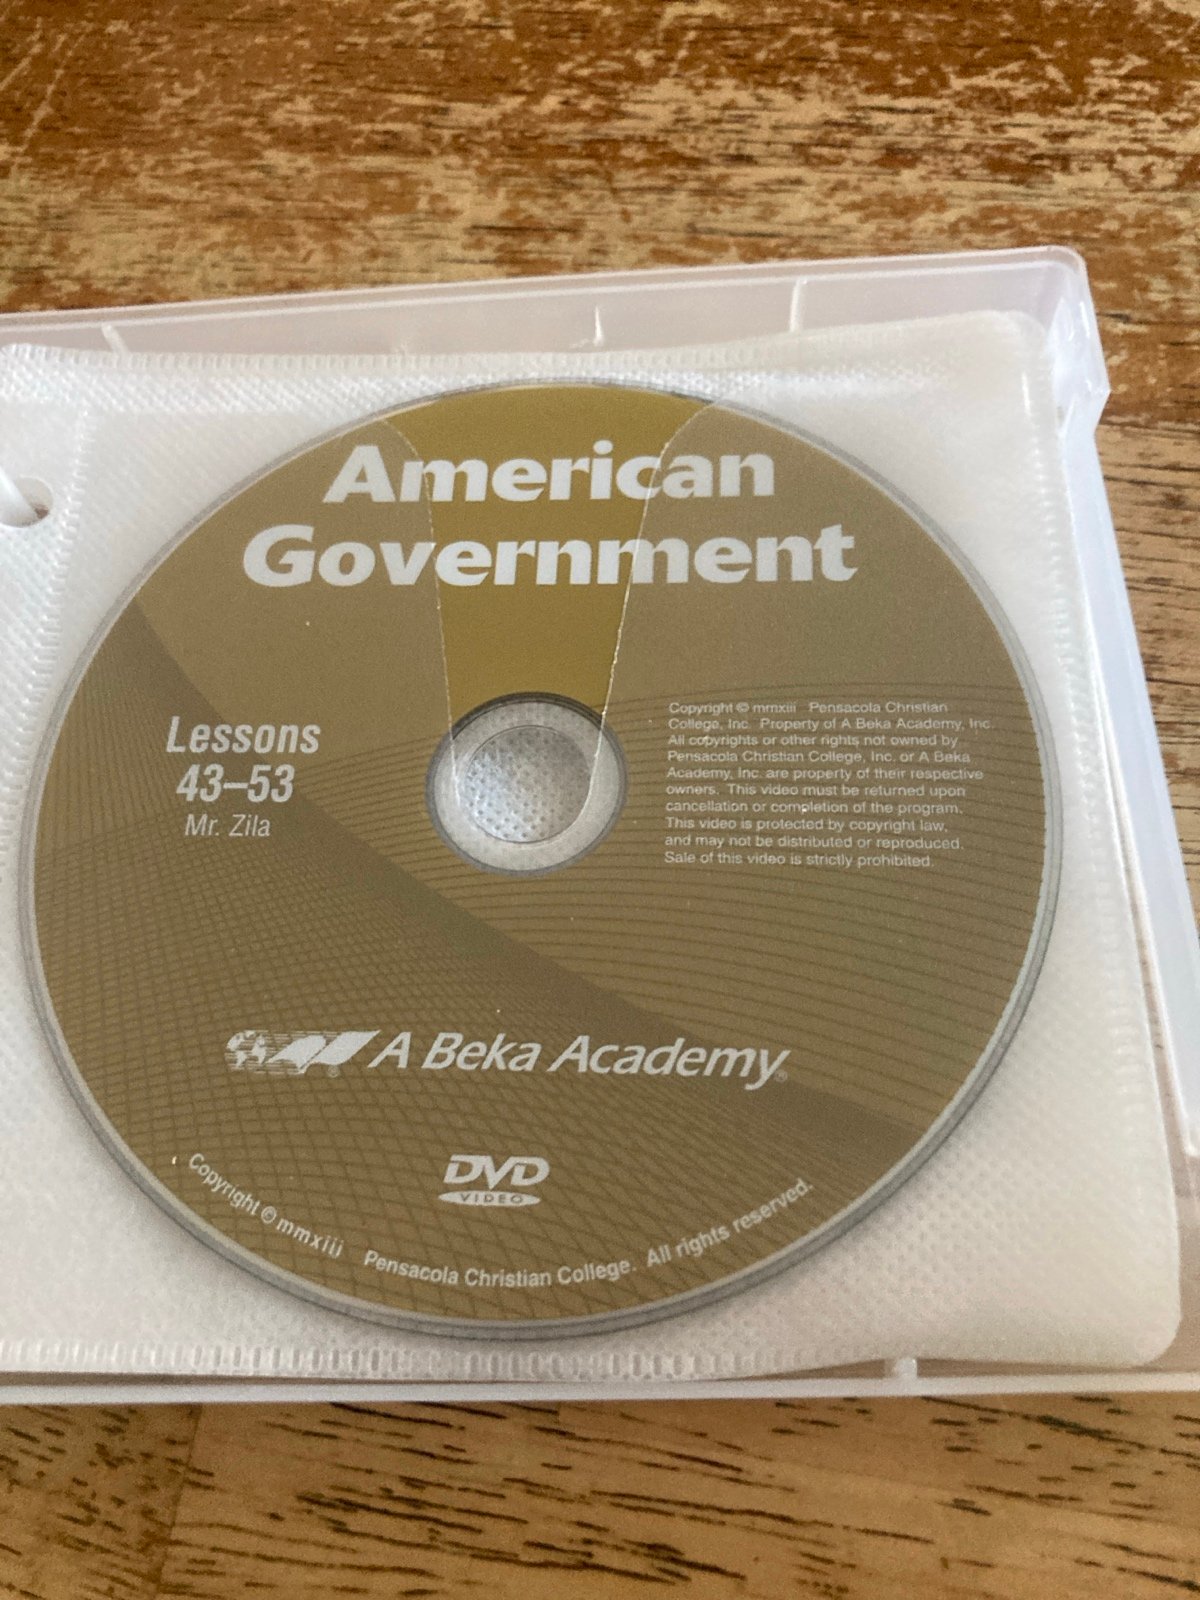 American
Government
Lessons
43–53
Mr. Zila
Copyright © mmxiii Pensacola Christian
College, Inc. Property of A Beka Academy, Inc.
All copyrights or other rights not owned by
Pensacola Christian College, Inc. or A Beka
Academy, Inc. are property of their respective
owners. This video must be returned upon
cancellation or completion of the program.
This video is protected by copyright law,
and may not be distributed or reproduced.
Sale of this video is strictly prohibited.
A Beka Academy®
DVD
VIDEO
Copyright © mmxiii Pensacola Christian College. All rights reserved.